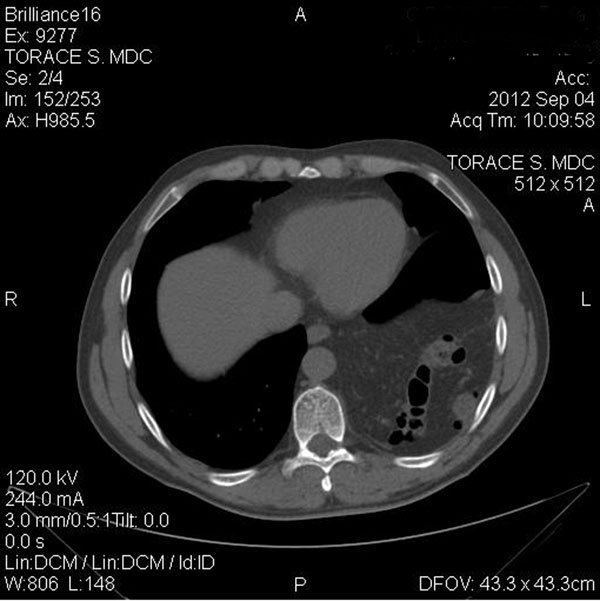 Brilliance16
Ex: 9277
TORACE S. MDC
Se: 2/4
Im: 152/253
Ax: H985.5
A
Acc:
2012 Sep 04
Acq Tm: 10:09:58
TORACE S. MDC
512 x 512
A
R
L
120.0 kV
244.0 mA
3.0 mm/0.5:1Tilt: 0.0
0.0 s
Lin:DCM / Lin:DCM / Id:ID
W:806 L:148
P
DFOV: 43.3 x 43.3cm